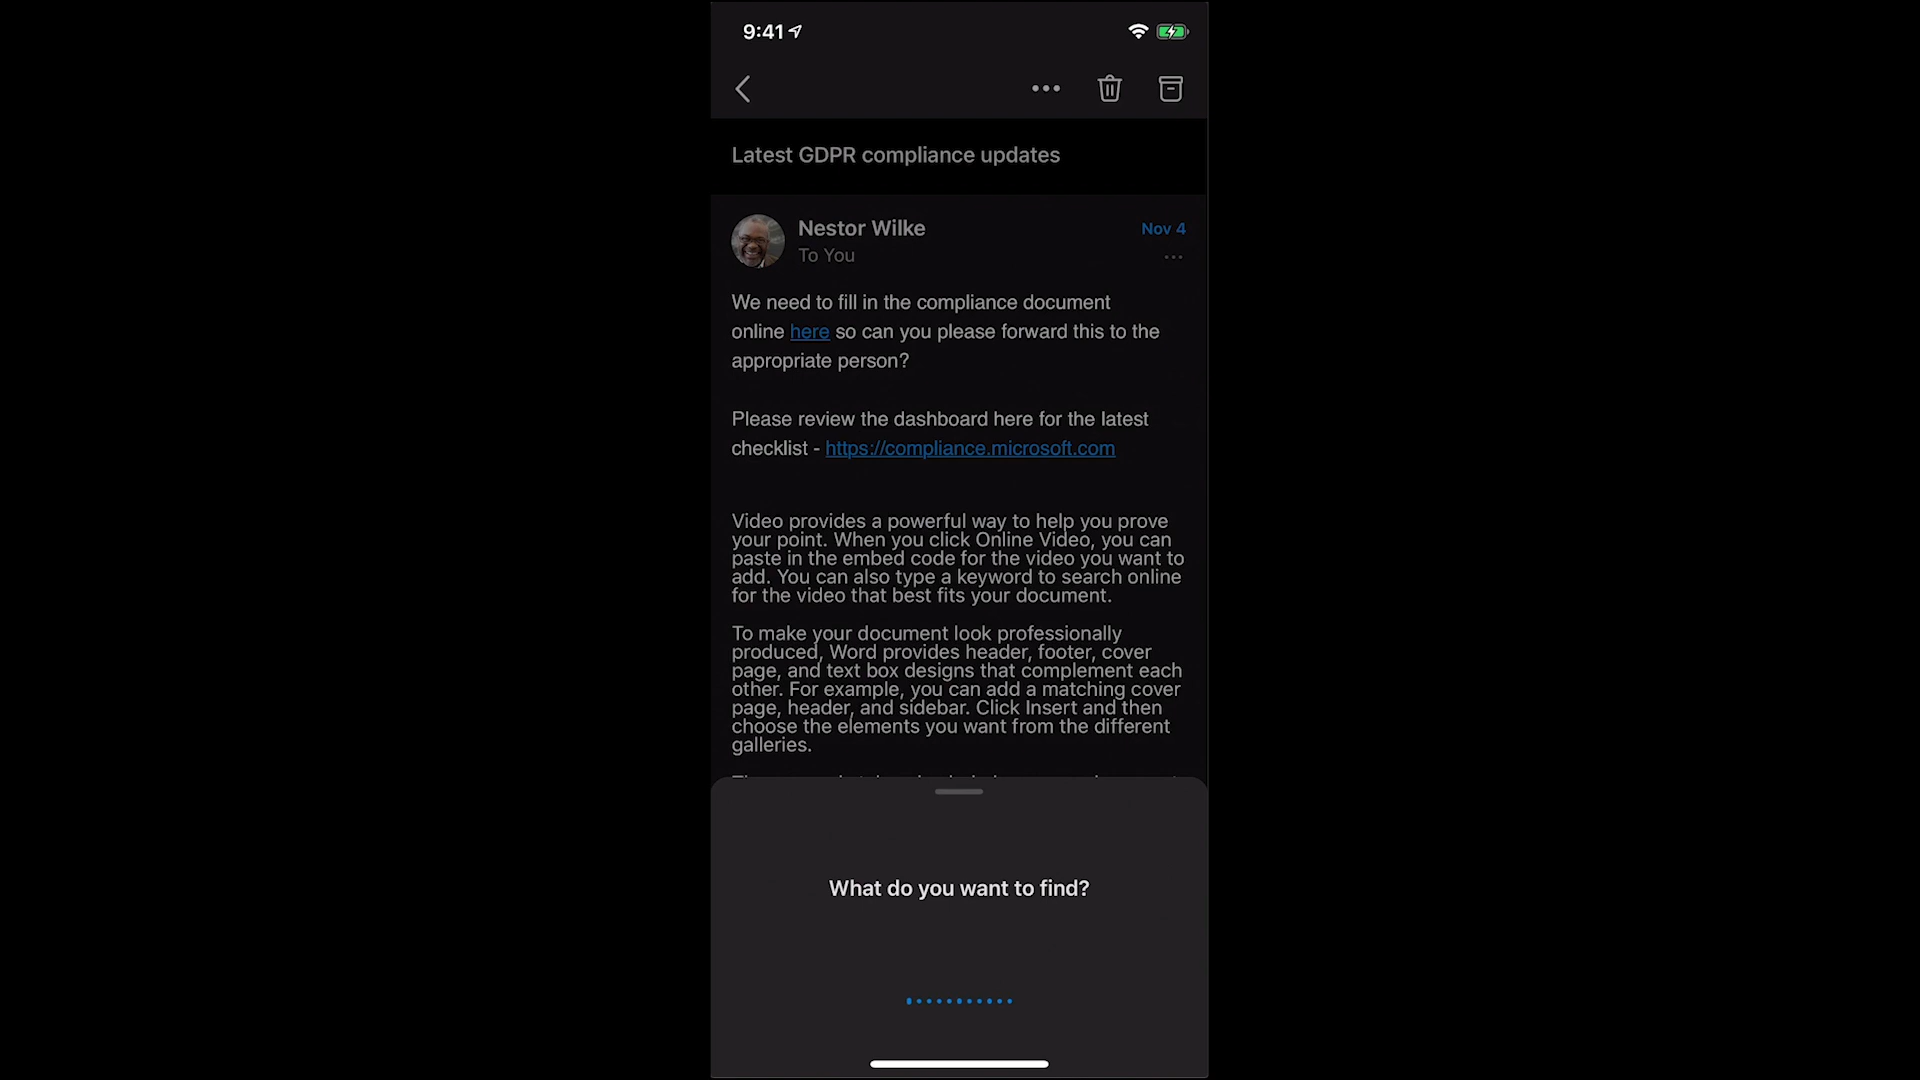 9:41
Latest GDPR compliance updates
Nestor Wilke
Nov 4
To You
We need to fill in the compliance document
online here so can you please forward this to the
appropriate person?
Please review the dashboard here for the latest
checklist - https://compliance.microsoft.com
Video provides a powerful way to help you prove
your point. When you click Online Video, you can
paste in the embed code for the video you want to
add. You can also type a keyword to search online
for the video that best fits your document.
To make your document look professionally
produced, Word provides header, footer, cover
page, and text box designs that complement each
other. For example, you can add a matching cover
page, header, and sidebar. Click Insert and then
choose the elements you want from the different
galleries.
What do you want to find?